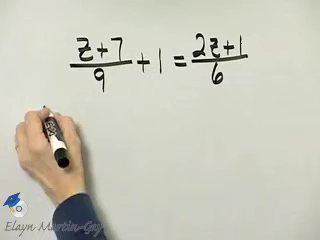 z+7/9 + 1 = 2z+1/6
Elayn Martin-Gay